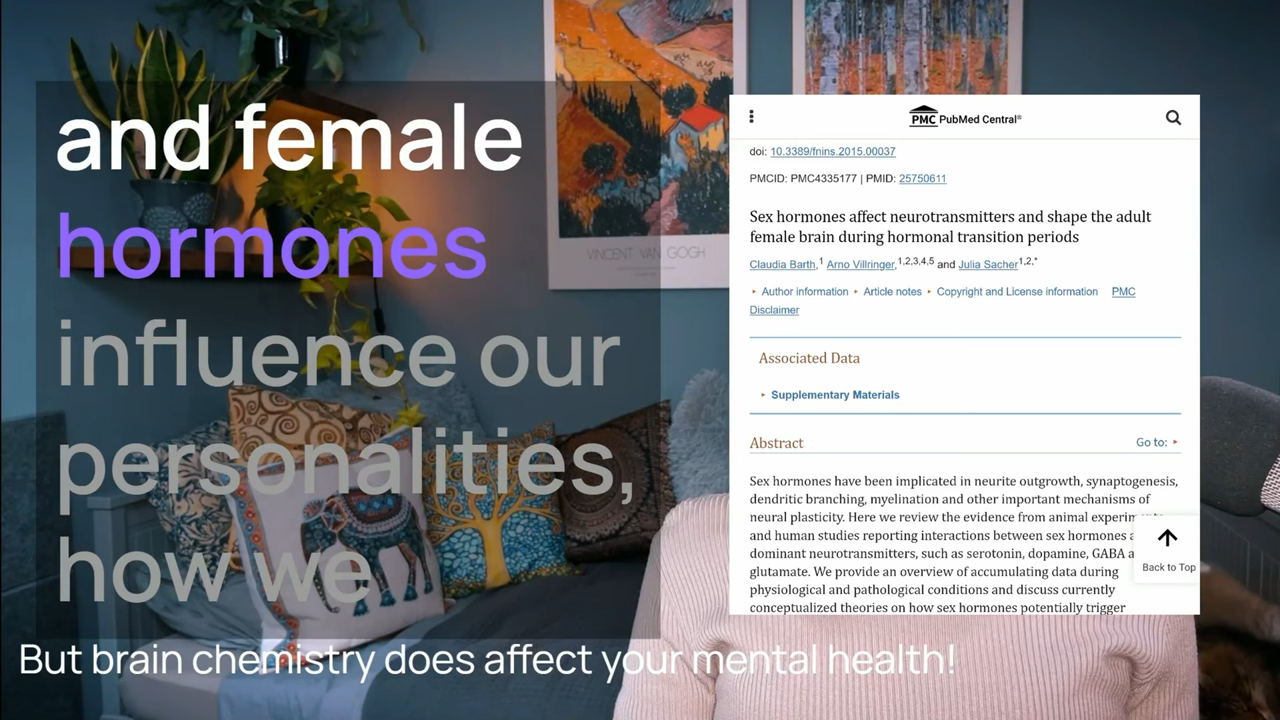 and female
hormones
influence our
personalities,
how we
But brain chemistry does affect your mental health!
VINCENT VAN GOGH
PMC PubMed Central®
doi: 10.3389/fnins.2015.00037
PMCID: PMC4335177 | PMID: 25750611
Sex hormones affect neurotransmitters and shape the adult
female brain during hormonal transition periods
Claudia Barth,1 Arno Villringer,1,2,3,4,5 and Julia Sacher1,2,*
Author information Article notes Copyright and License information PMC
Disclaimer
Associated Data
Supplementary Materials
Abstract Go to:
Sex hormones have been implicated in neurite outgrowth, synaptogenesis,
dendritic branching, myelination and other important mechanisms of
neural plasticity. Here we review the evidence from animal
and human studies reporting interactions between sex hormones
dominant neurotransmitters, such as serotonin, dopamine, GABA
glutamate. We provide an overview of accumulating data during
physiological and pathological conditions and discuss currently
conceptualized theories on how sex hormones potentially trigger
Back to Top